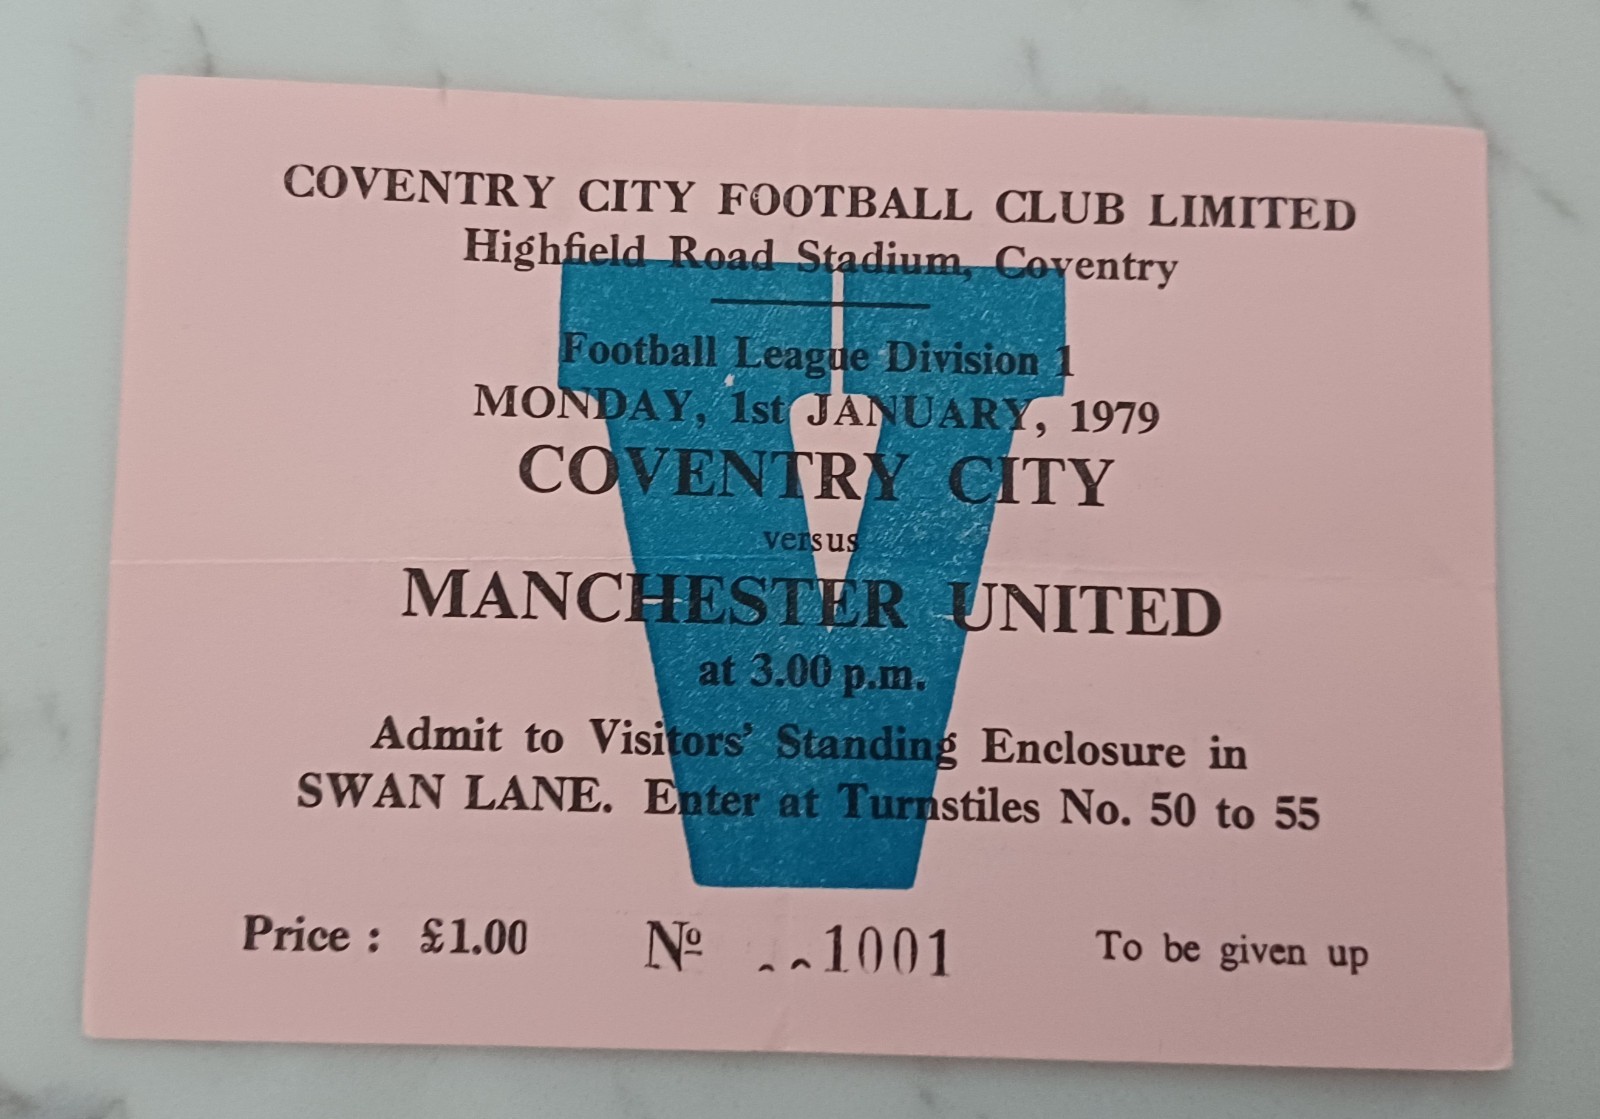 COVENTRY CITY FOOTBALL CLUB LIMITED
Highfield Road Stadium, Coventry
Football League Division 1
MONDAY, 1st JANUARY, 1979
COVENTRY CITY
versus
MANCHESTER UNITED
at 3.00 p.m.
Admit to Visitors' Standing Enclosure in
SWAN LANE. Enter at Turnstiles No. 50 to 55
Price : £1.00 Nº 1001 To be given up
V